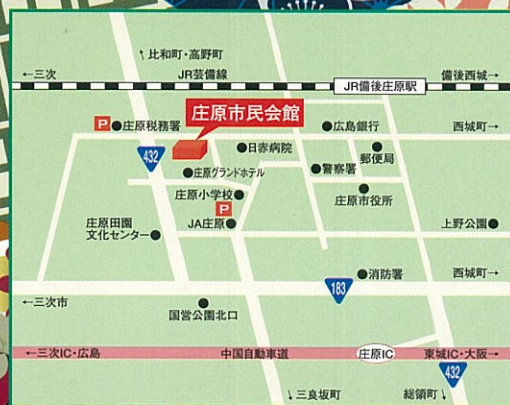 ↑比和町・高野町
←三次
JR芸備線
備後西城→
JR備後庄原駅
庄原市民会館
P●庄原税務署
●広島銀行
西城町→
432
●日赤病院
郵便局
●庄原グランドホテル
●警察署
庄原小学校●
庄原市役所
P
JA庄原●
上野公園●
庄原田園
文化センター●
●消防署
西城町→
183
←三次市
国営公園北口
←三次IC・広島
中国自動車道
庄原IC
東城IC・大阪→
432
↓三良坂町
総領町↓